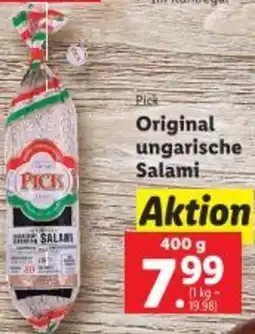 Pick
Original
ungarische
Salami
Aktion
400 g
7.99
(1 kg =
19.98)
PICK
SALAMI